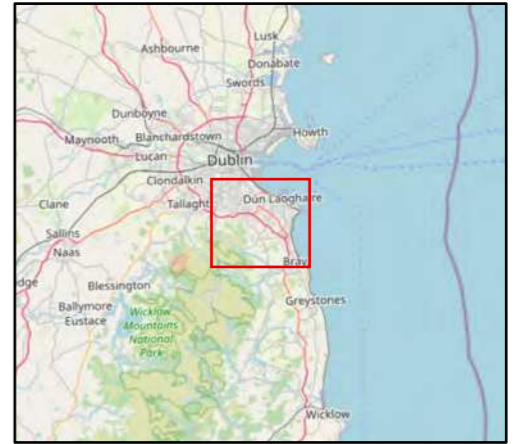 Lusk
Ashbourne
Donabate
Swords
Dunboyne
Maynooth
Blanchardstown
Howth
Lucan
Dublin
Clondalkin
Clane
Tallaght
Dún Laoghaire
Sallins
Naas
dge
Bray
Blessington
Greystones
Ballymore
Eustace
Wicklow
Mountains
National
Park
Wicklow